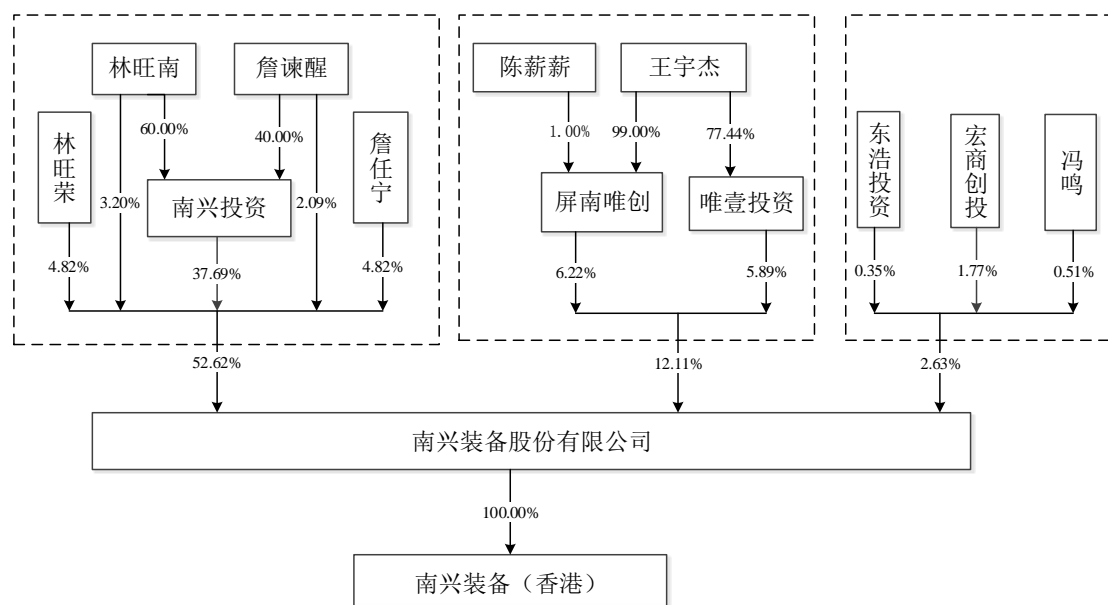 林旺南
詹谏醒
陈薪薪
王宇杰
60.00%
40.00%
1.00%
99.00%
77.44%
林旺荣
詹任宁
东浩投资
宏商创投
冯鸣
3.20%
南兴投资
2.09%
屏南唯创
唯壹投资
4.82%
37.69%
4.82%
6.22%
5.89%
0.35%
1.77%
0.51%
52.62%
12.11%
2.63%
南兴装备股份有限公司
100.00%
南兴装备（香港）